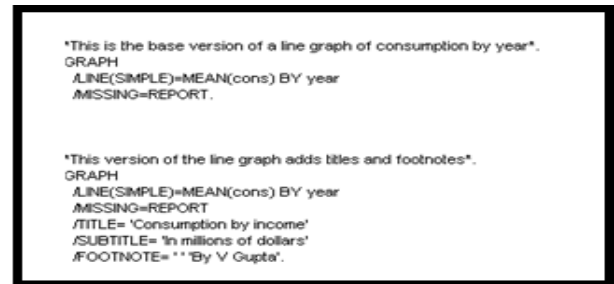 *This is the base version of a line graph of consumption by year*.
GRAPH
/LINE(SIMPLE)=MEAN(cons) BY year
/MISSING=REPORT.
*This version of the line graph adds titles and footnotes*.
GRAPH
/LINE(SIMPLE)=MEAN(cons) BY year
/MISSING=REPORT
/TITLE= 'Consumption by income'
/SUBTITLE= 'In millions of dollars'
/FOOTNOTE= ' ' 'By V Gupta'.